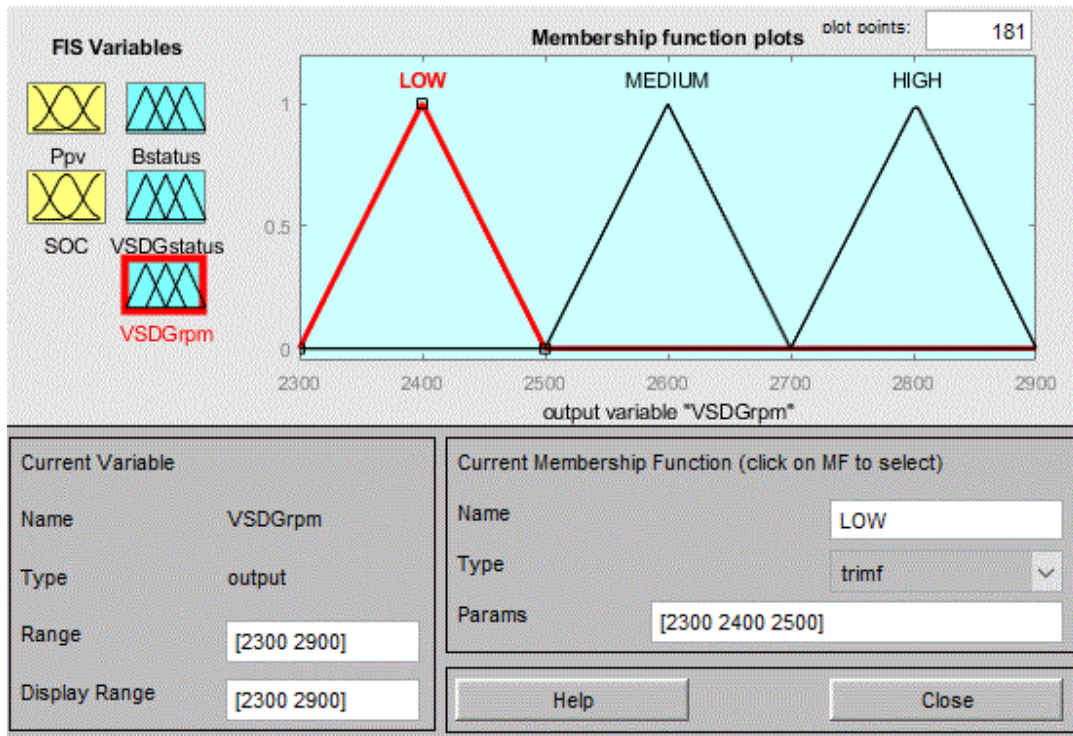 FIS Variables
Ppv
Bstatus
SOC
VSDGstatus
VSDGrpm
Membership function plots
plot points:
181
LOW
MEDIUM
HIGH
1
0.5
0
2300
2400
2500
2600
2700
2800
2900
output variable "VSDGrpm"
Current Variable
Name
VSDGrpm
Type
output
Range
[2300 2900]
Display Range
[2300 2900]
Current Membership Function (click on MF to select)
Name
LOW
Type
trimf
Params
[2300 2400 2500]
Help
Close